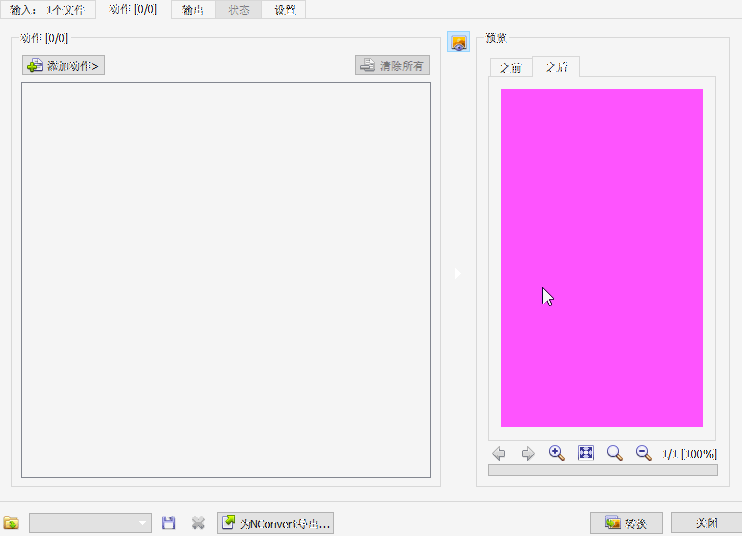 输入： 1个文件 动作 [0/0] 输出 状态 设置
动作 [0/0]
添加动作>
清除所有
预览
之前 之后
1/1 [100%]
为NConvert导出...
转换
关闭